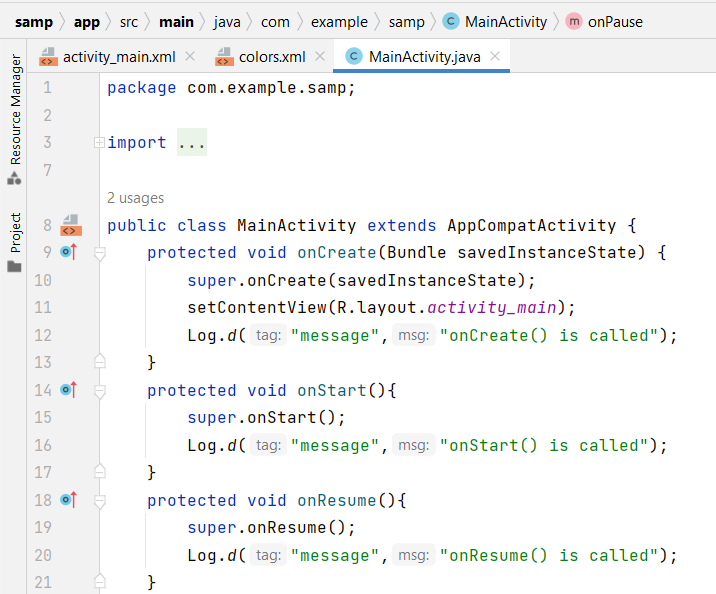 samp > app > src > main > java > com > example > samp > C MainActivity > m onPause
activity_main.xml × colors.xml × C MainActivity.java ×
Resource Manager
Project
1 package com.example.samp;
2
3 import ...
7
2 usages
8 public class MainActivity extends AppCompatActivity {
9 protected void onCreate(Bundle savedInstanceState) {
10 super.onCreate(savedInstanceState);
11 setContentView(R.layout.activity_main);
12 Log.d( tag: "message", msg: "onCreate() is called");
13 }
14 protected void onStart(){
15 super.onStart();
16 Log.d( tag: "message", msg: "onStart() is called");
17 }
18 protected void onResume(){
19 super.onResume();
20 Log.d( tag: "message", msg: "onResume() is called");
21 }